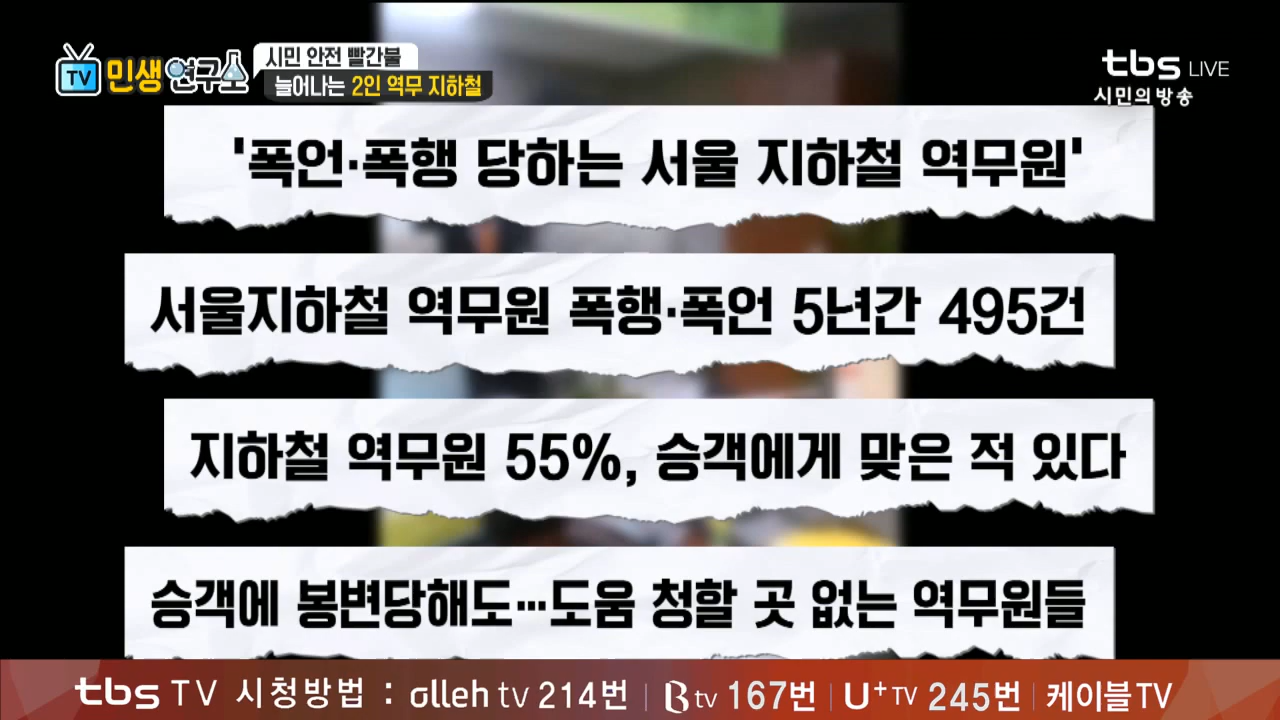 TV 민생연구소
시민 안전 빨간불
늘어나는 2인 역무 지하철
tbs LIVE
시민의방송
'폭언·폭행 당하는 서울 지하철 역무원'
서울지하철 역무원 폭행·폭언 5년간 495건
지하철 역무원 55%, 승객에게 맞은 적 있다
승객에 봉변당해도…도움 청할 곳 없는 역무원들
tbs TV 시청방법 : olleh tv 214번 | B tv 167번 | U+TV 245번 | 케이블TV